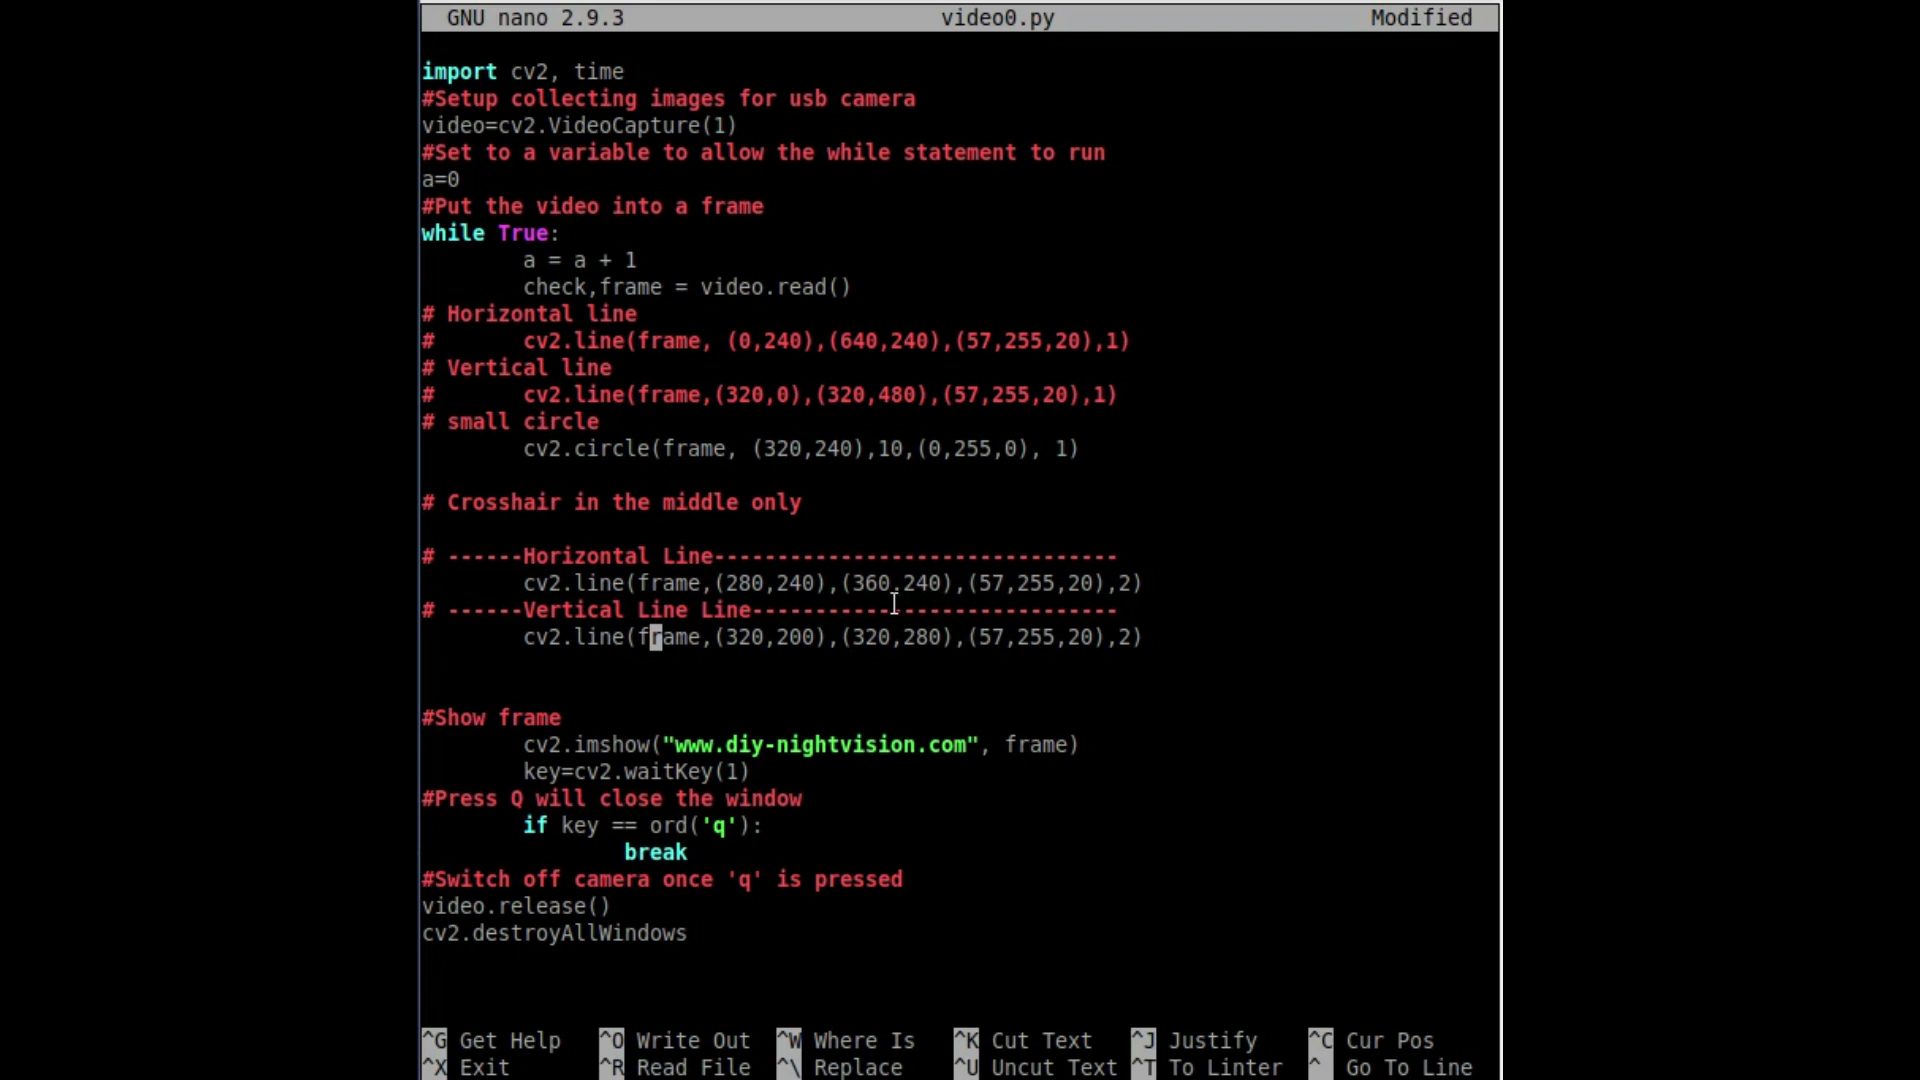 GNU nano 2.9.3 video0.py Modified
import cv2, time
#Setup collecting images for usb camera
video=cv2.VideoCapture(1)
#Set to a variable to allow the while statement to run
a=0
#Put the video into a frame
while True:
        a = a + 1
        check,frame = video.read()
# Horizontal line
#       cv2.line(frame, (0,240),(640,240),(57,255,20),1)
# Vertical line
#       cv2.line(frame,(320,0),(320,480),(57,255,20),1)
# small circle
        cv2.circle(frame, (320,240),10,(0,255,0), 1)
# Crosshair in the middle only
# ------Horizontal Line--------------------------------
        cv2.line(frame,(280,240),(360,240),(57,255,20),2)
# ------Vertical Line Line-----------------------------
        cv2.line(frame,(320,200),(320,280),(57,255,20),2)
#Show frame
        cv2.imshow("www.diy-nightvision.com", frame)
        key=cv2.waitKey(1)
#Press Q will close the window
        if key == ord('q'):
                break
#Switch off camera once 'q' is pressed
video.release()
cv2.destroyAllWindows
^G Get Help ^O Write Out ^W Where Is ^K Cut Text ^J Justify ^C Cur Pos
^X Exit ^R Read File ^\ Replace ^U Uncut Text ^T To Linter ^ Go To Line